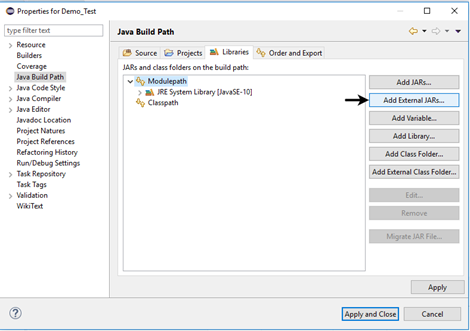 Properties for Demo_Test
type filter text
Resource
Builders
Coverage
Java Build Path
Java Code Style
Java Compiler
Java Editor
Javadoc Location
Project Natures
Project References
Refactoring History
Run/Debug Settings
Task Repository
Task Tags
Validation
WikiText
Java Build Path
Source Projects Libraries Order and Export
JARs and class folders on the build path:
Modulepath
JRE System Library [JavaSE-10]
Classpath
Add JARs...
Add External JARs...
Add Variable...
Add Library...
Add Class Folder...
Add External Class Folder...
Edit...
Remove
Migrate JAR File...
Apply
Apply and Close Cancel